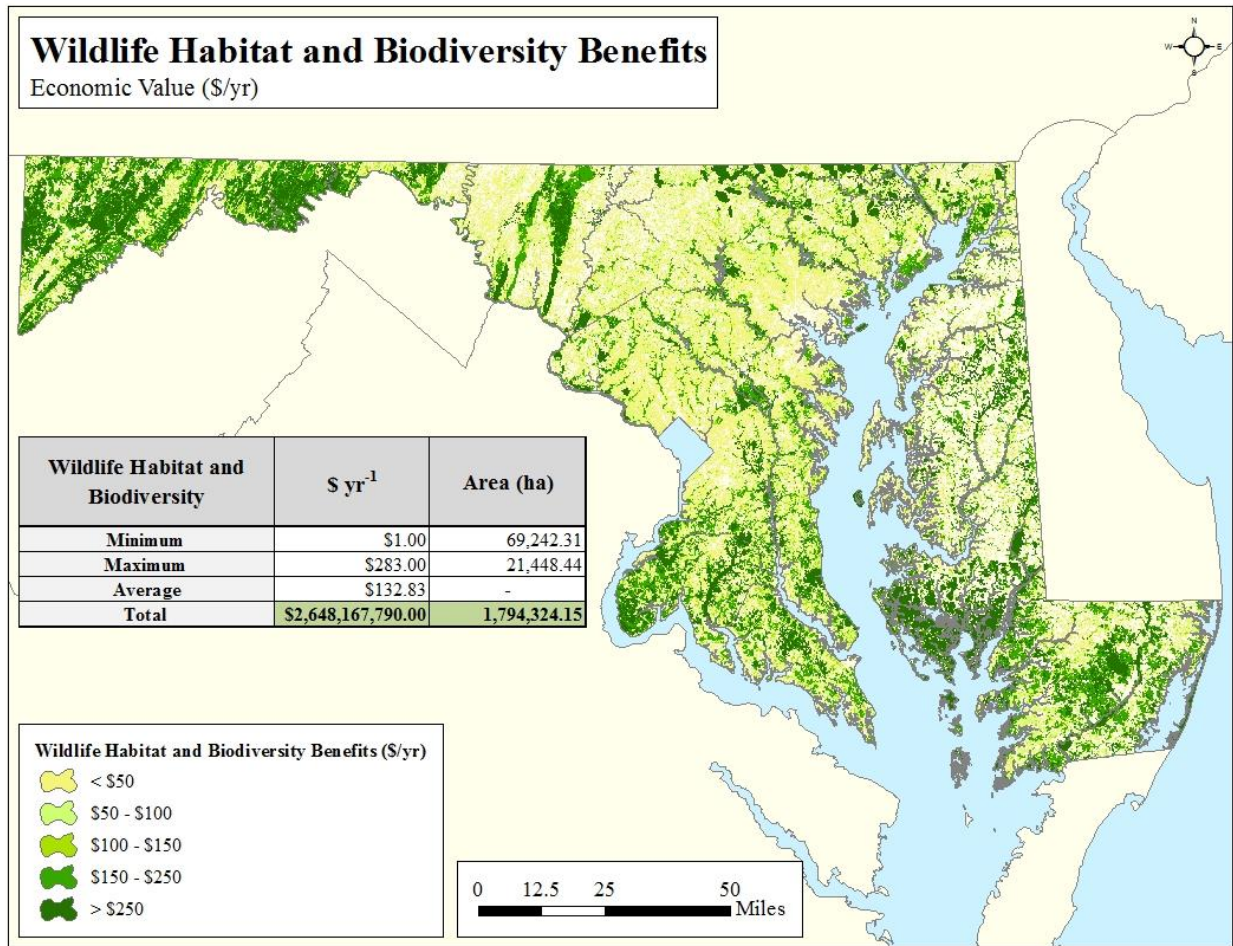 Wildlife Habitat and Biodiversity Benefits
Economic Value ($/yr)
N
W E
S
Wildlife Habitat and Biodiversity $ yr-1 Area (ha)
Minimum $1.00 69,242.31
Maximum $283.00 21,448.44
Average $132.83 -
Total $2,648,167,790.00 1,794,324.15
Wildlife Habitat and Biodiversity Benefits ($/yr)
< $50
$50 - $100
$100 - $150
$150 - $250
> $250
0 12.5 25 50
Miles